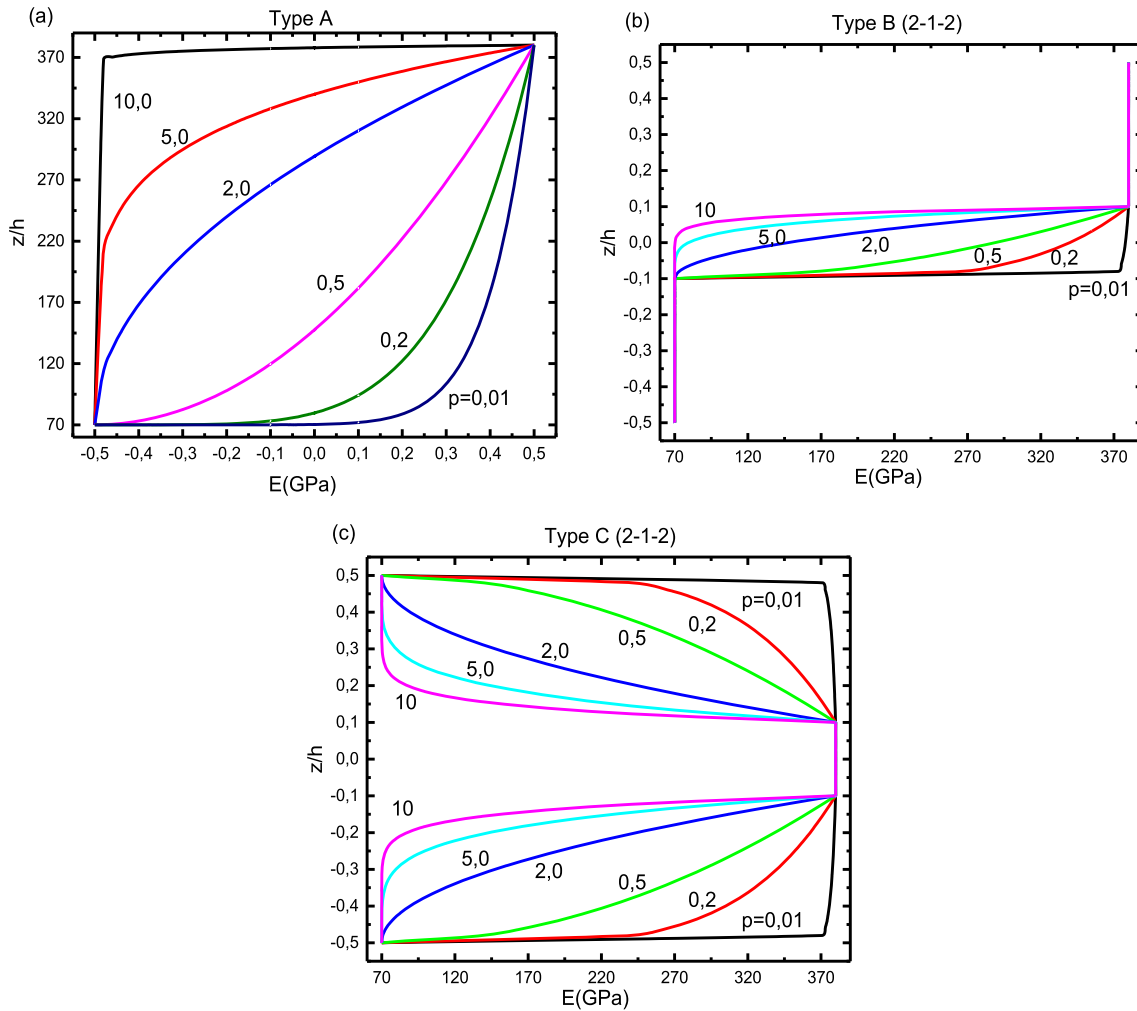 (a)
Type A
370
320
270
220
170
120
70
z/h
10,0
5,0
2,0
0,5
0,2
p=0,01
-0,5 -0,4 -0,3 -0,2 -0,1 0,0 0,1 0,2 0,3 0,4 0,5
E(GPa)
(b)
Type B (2-1-2)
0,5
0,4
0,3
0,2
0,1
0,0
-0,1
-0,2
-0,3
-0,4
-0,5
z/h
10
5,0
2,0
0,5
0,2
p=0,01
70 120 170 220 270 320 370
E(GPa)
(c)
Type C (2-1-2)
0,5
0,4
0,3
0,2
0,1
0,0
-0,1
-0,2
-0,3
-0,4
-0,5
z/h
p=0,01
0,2
0,5
2,0
5,0
10
10
5,0
2,0
0,5
0,2
p=0,01
70 120 170 220 270 320 370
E(GPa)